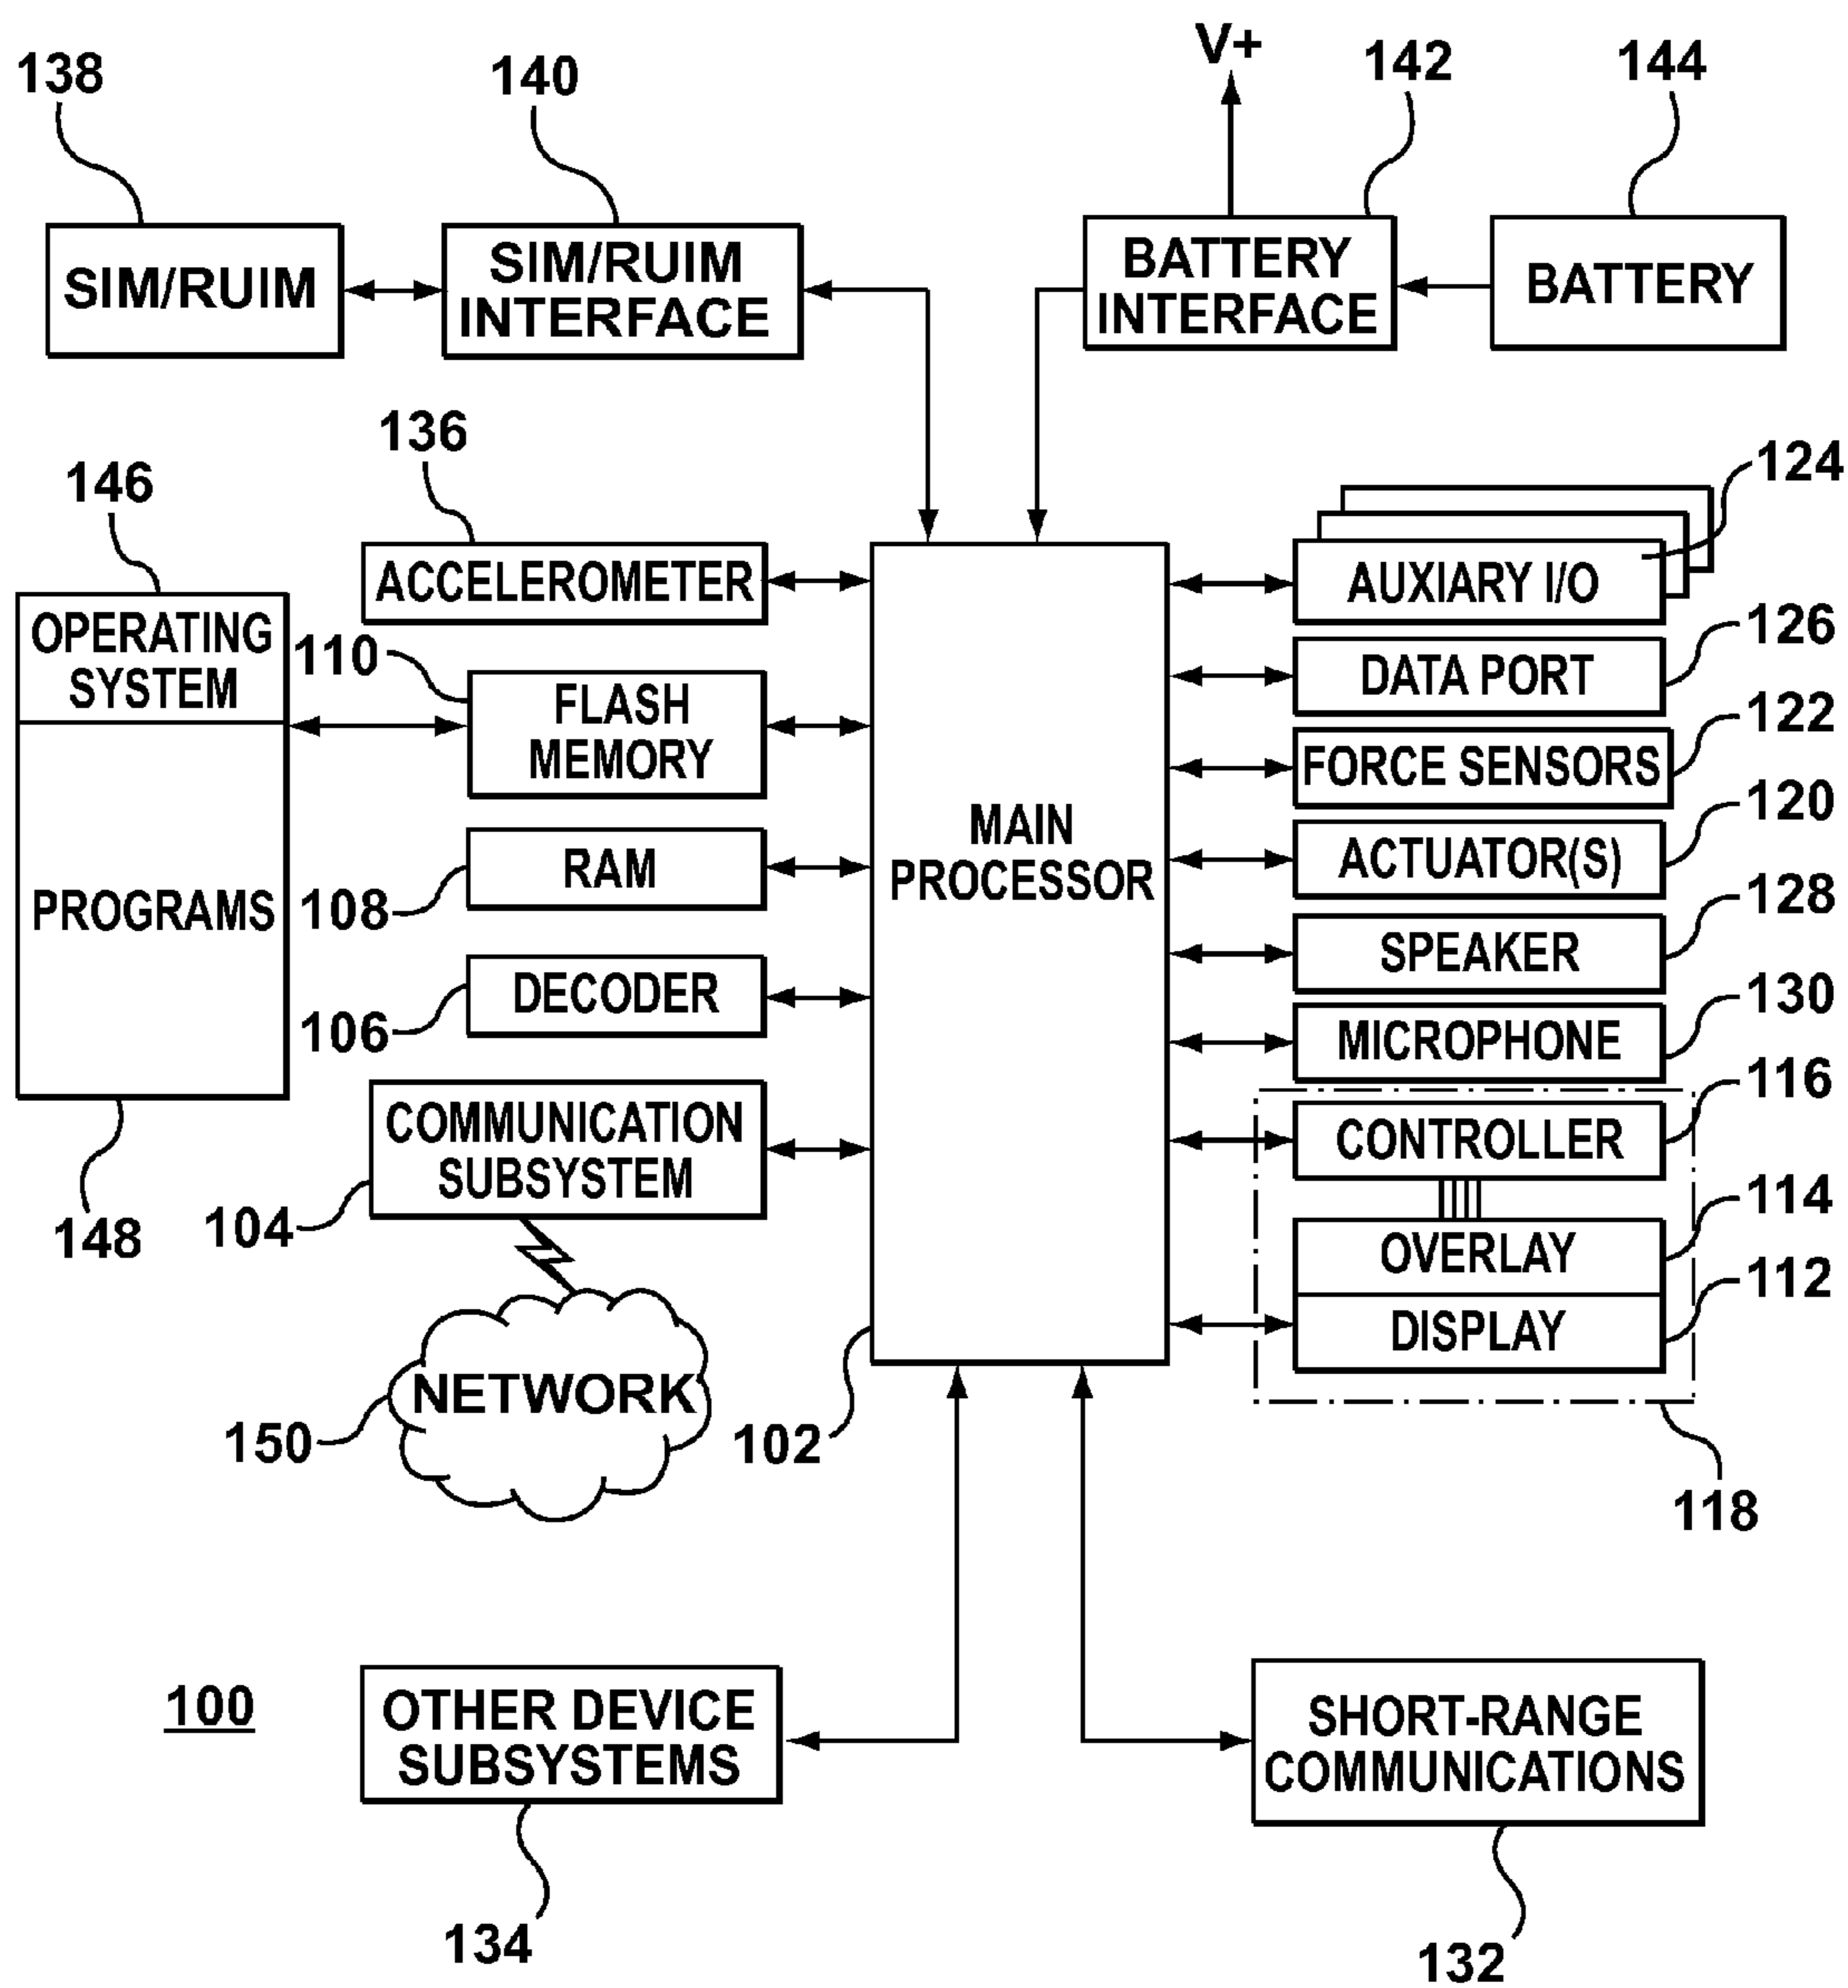 V+
138
140
142
144
SIM/RUIM
SIM/RUIM
INTERFACE
BATTERY
INTERFACE
BATTERY
136
124
146
ACCELEROMETER
AUXIARY I/O
OPERATING
SYSTEM
110
126
FLASH
MEMORY
DATA PORT
122
FORCE SENSORS
MAIN
PROCESSOR
120
RAM
ACTUATOR(S)
108
PROGRAMS
128
SPEAKER
DECODER
130
106
MICROPHONE
116
COMMUNICATION
SUBSYSTEM
CONTROLLER
104
148
114
OVERLAY
112
DISPLAY
NETWORK
150
102
118
100
OTHER DEVICE
SUBSYSTEMS
SHORT-RANGE
COMMUNICATIONS
134
132